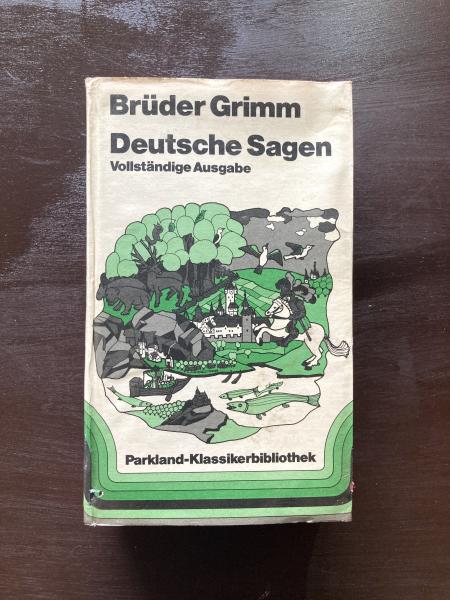 Brüder Grimm
Deutsche Sagen
Vollständige Ausgabe
Parkland-Klassikerbibliothek